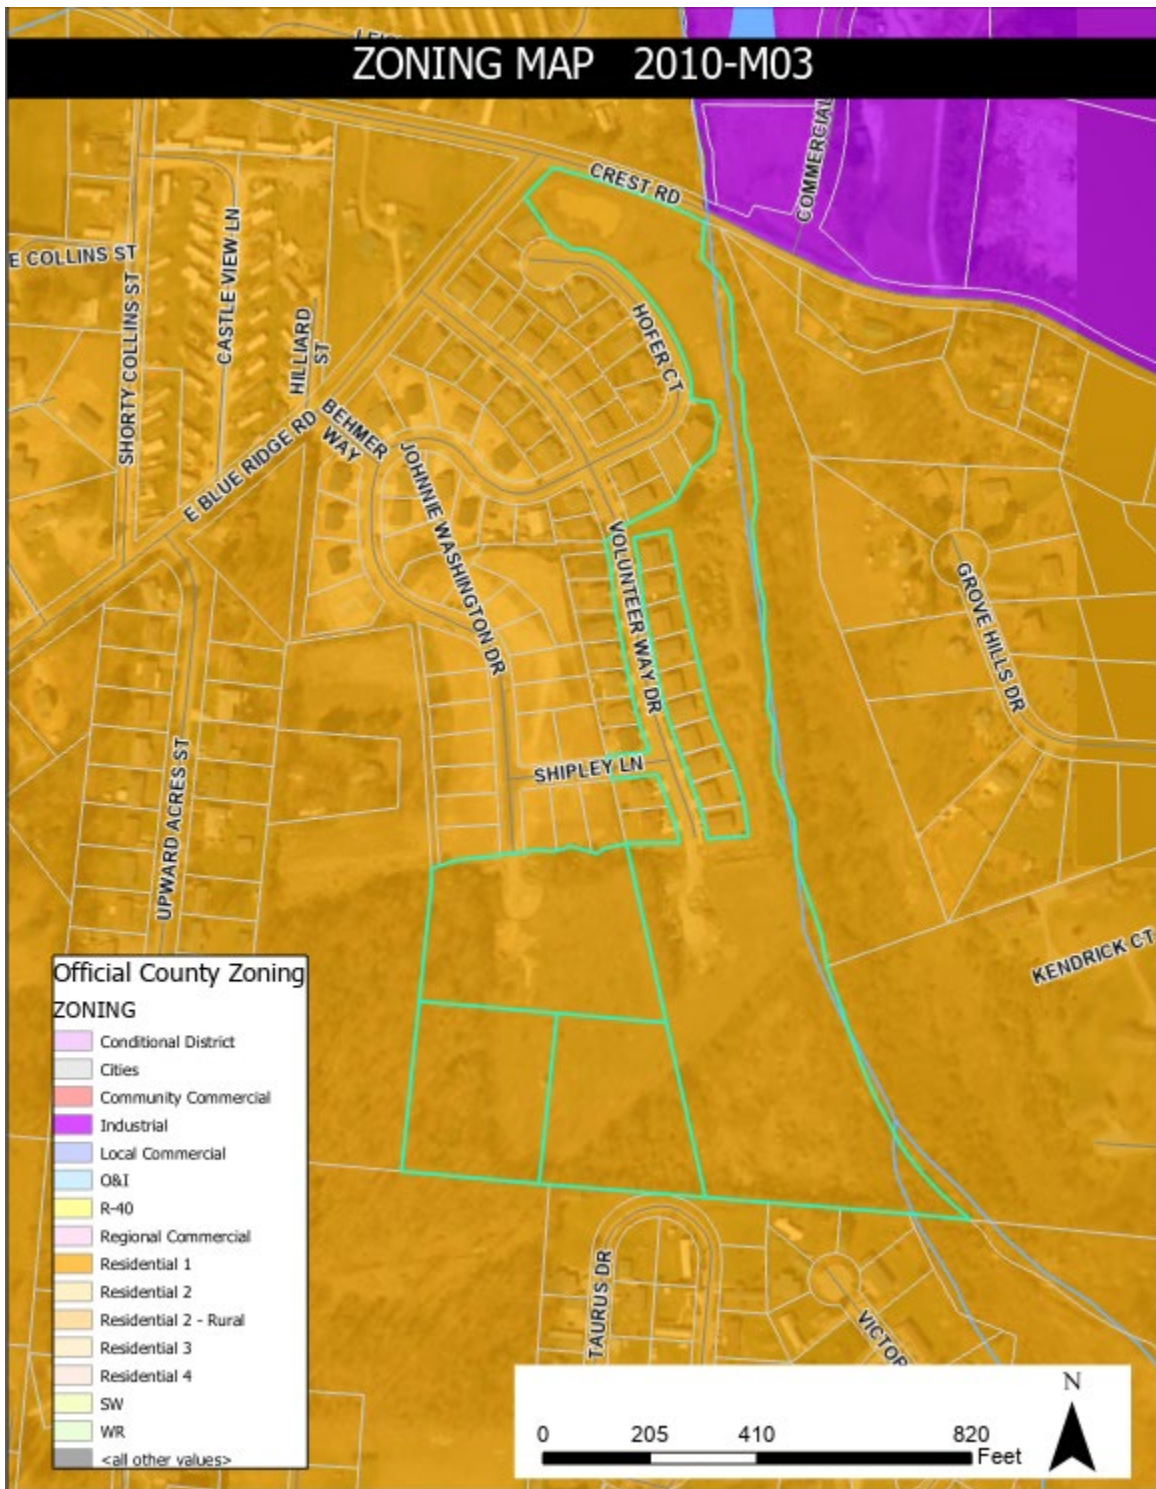 ZONING MAP 2010-M03
CREST RD
COMMERCIAL
E COLLINS ST
SHORTY COLLINS ST
CASTLE VIEW LN
HILLIARD
ST
HOFER CT
E BLUE RIDGE RD
BEHMER
WAY
JOHNNIE WASHINGTON DR
VOLUNTEER WAY DR
GROVE HILLS DR
SHIPLEY LN
UPWARD ACRES ST
KENDRICK CT
TAURUS DR
VICTOR
Official County Zoning
ZONING
Conditional District
Cities
Community Commercial
Industrial
Local Commercial
O&I
R-40
Regional Commercial
Residential 1
Residential 2
Residential 2 - Rural
Residential 3
Residential 4
SW
WR
<all other values>
N
0 205 410 820
Feet